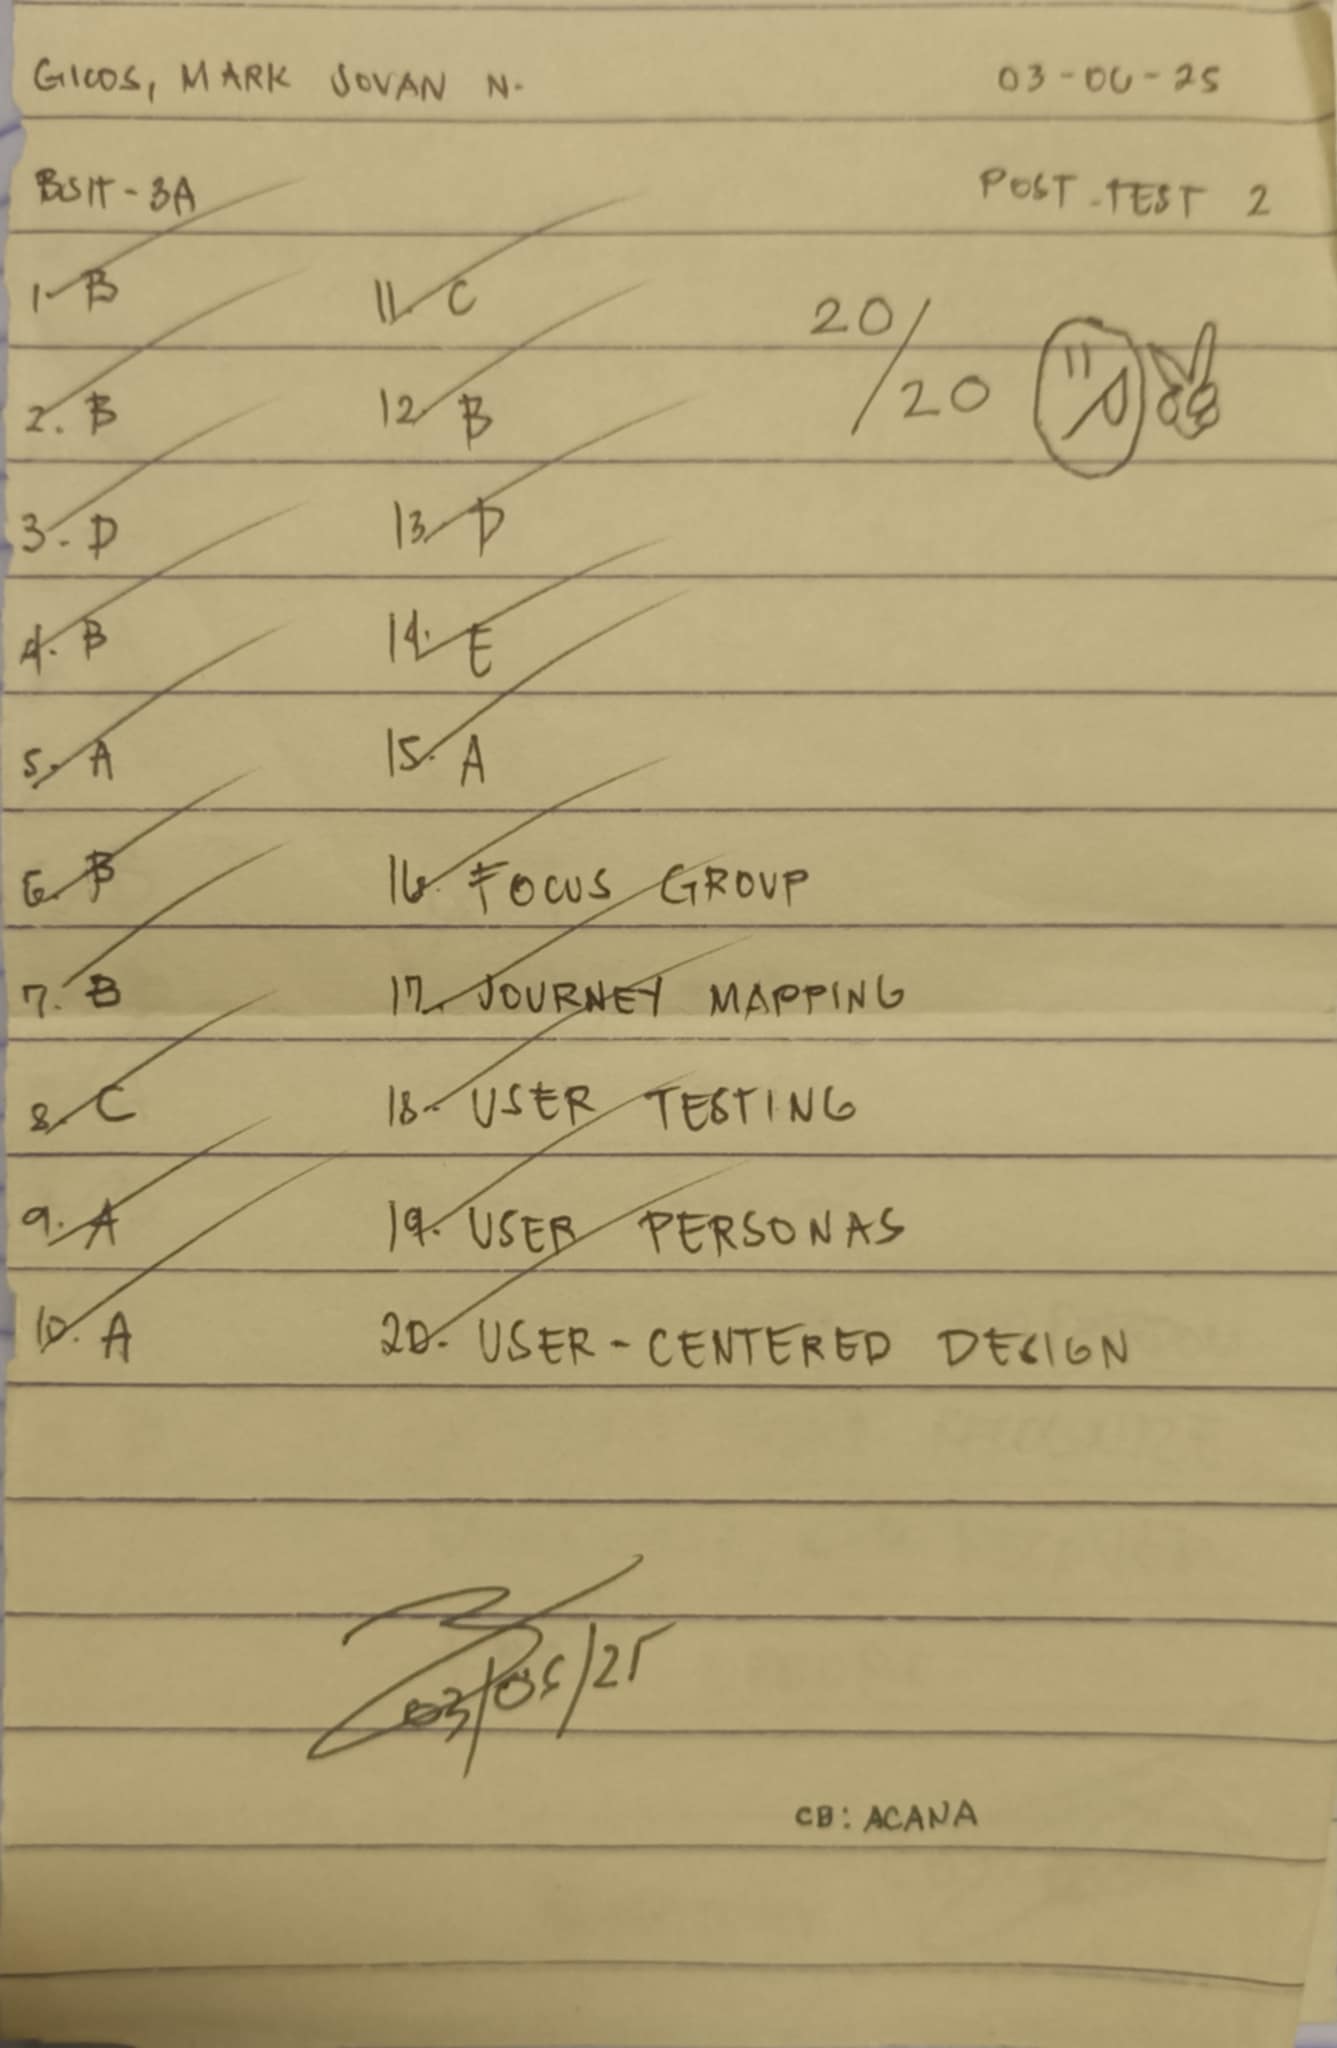 GICOS, MARK JOVAN N. 03-06-25
BSIT-3A POST-TEST 2
1. B 11. C
20/20
2. B 12. B
3. D 13. D
4. B 14. E
5. A 15. A
6. B 16. FOCUS GROUP
7. B 17. JOURNEY MAPPING
8. C 18. USER TESTING
9. A 19. USER PERSONAS
10. A 20. USER-CENTERED DESIGN
03/05/25
CB: ACANA